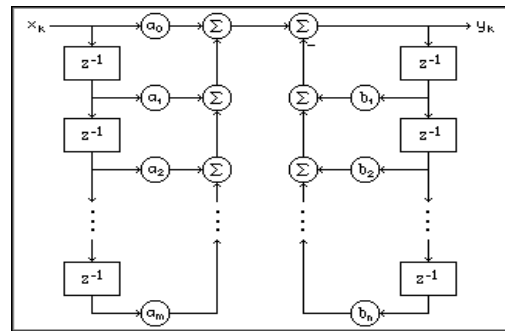 xₖ a₀ Σ Σ yₖ
−
z⁻¹ z⁻¹
a₁ Σ Σ b₁
z⁻¹ z⁻¹
a₂ Σ Σ b₂
z⁻¹ z⁻¹
aₘ bₙ